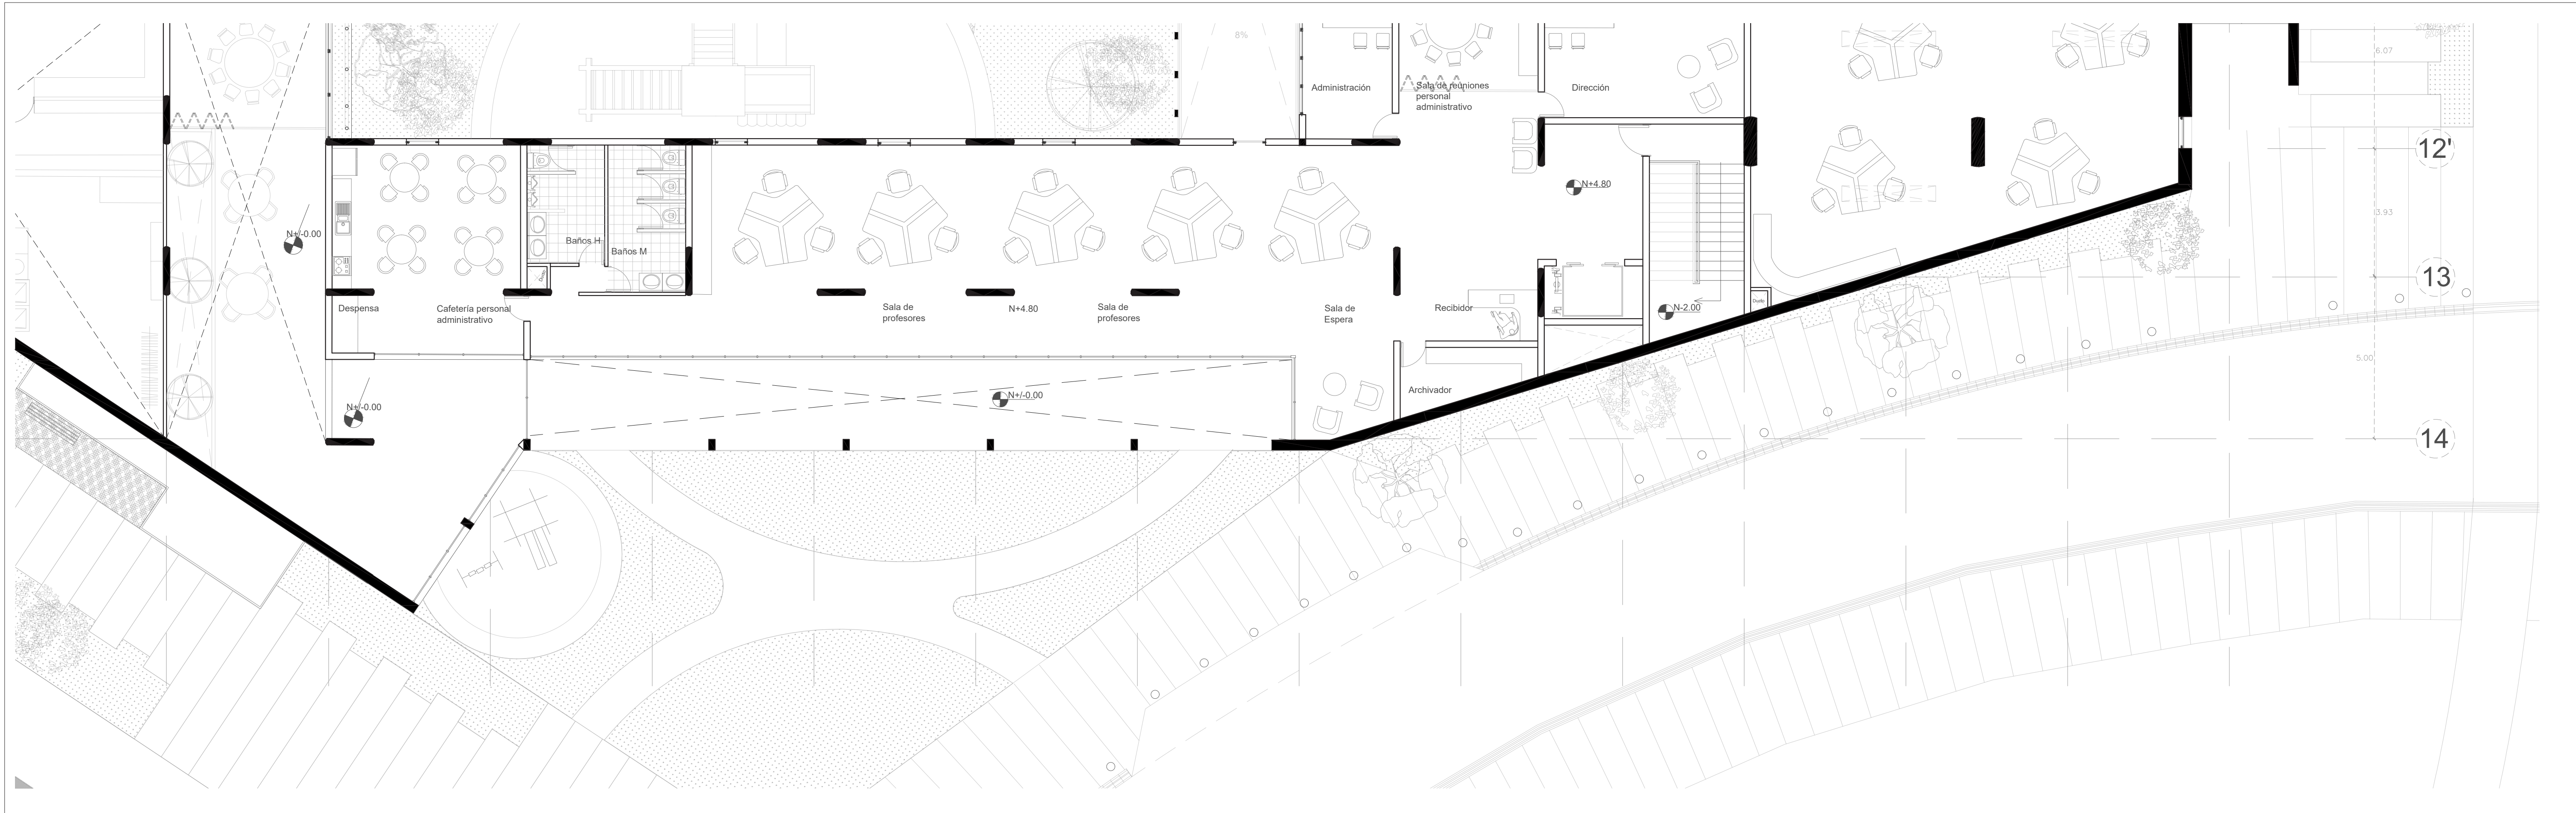 8%
6.07
Administración
Sala de reuniones
personal
administrativo
Dirección
12'
N+4.80
3.93
N+/-0.00
Baños H
Baños M
Ducto
13
Despensa
Cafetería personal
administrativo
Sala de
profesores
N+4.80
Sala de
profesores
Sala de
Espera
Recibidor
N-2.00
Ducto
5.00
Archivador
N+/-0.00
N+/-0.00
14